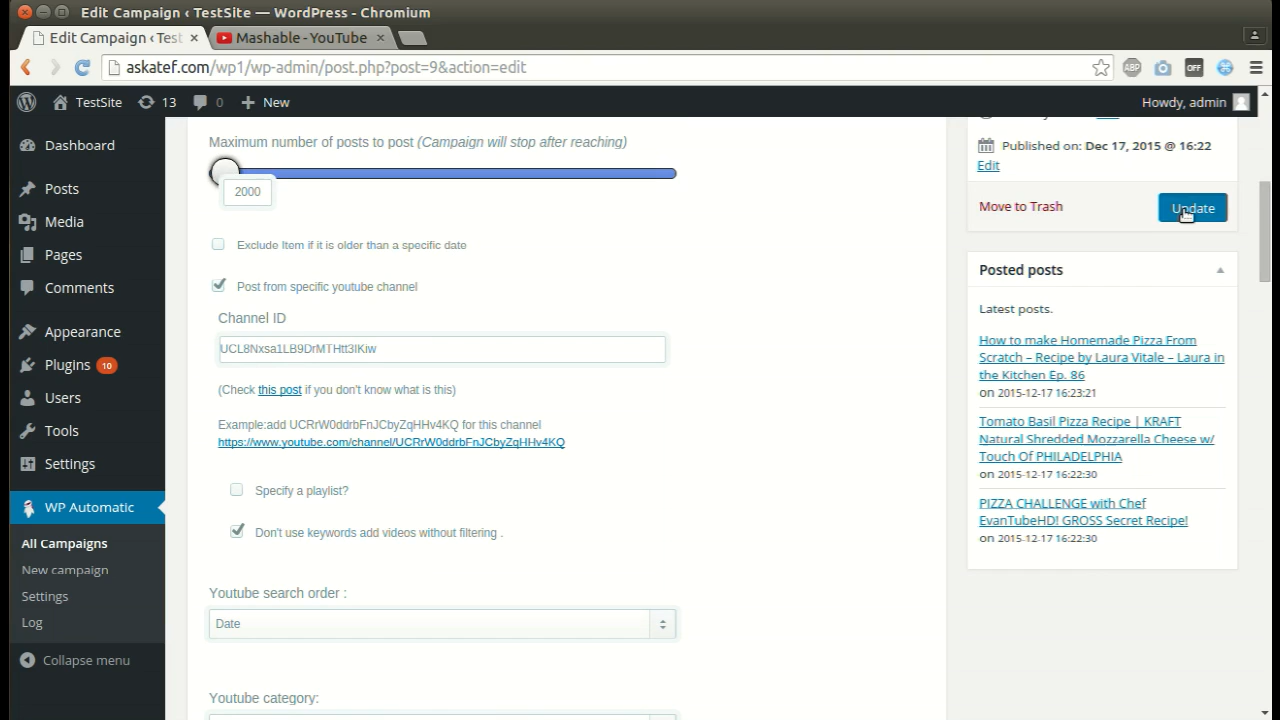 Edit Campaign ‹ TestSite — WordPress - Chromium
Edit Campaign ‹ Test
Mashable - YouTube
askatef.com/wp1/wp-admin/post.php?post=9&action=edit
ABP
OFF
TestSite
13
0
New
Howdy, admin
Dashboard
Posts
Media
Pages
Comments
Appearance
Plugins 10
Users
Tools
Settings
WP Automatic
All Campaigns
New campaign
Settings
Log
Collapse menu
Maximum number of posts to post (Campaign will stop after reaching)
2000
Exclude Item if it is older than a specific date
Post from specific youtube channel
Channel ID
UCL8Nxsa1LB9DrMTHtt3IKiw
(Check this post if you don't know what is this)
Example:add UCRrW0ddrbFnJCbyZqHHv4KQ for this channel
https://www.youtube.com/channel/UCRrW0ddrbFnJCbyZqHHv4KQ
Specify a playlist?
Don't use keywords add videos without filtering .
Youtube search order :
Date
Youtube category:
Published on: Dec 17, 2015 @ 16:22
Edit
Move to Trash
Update
Posted posts
Latest posts.
How to make Homemade Pizza From
Scratch – Recipe by Laura Vitale – Laura in
the Kitchen Ep. 86
on 2015-12-17 16:23:21
Tomato Basil Pizza Recipe | KRAFT
Natural Shredded Mozzarella Cheese w/
Touch Of PHILADELPHIA
on 2015-12-17 16:22:30
PIZZA CHALLENGE with Chef
EvanTubeHD! GROSS Secret Recipe!
on 2015-12-17 16:22:30